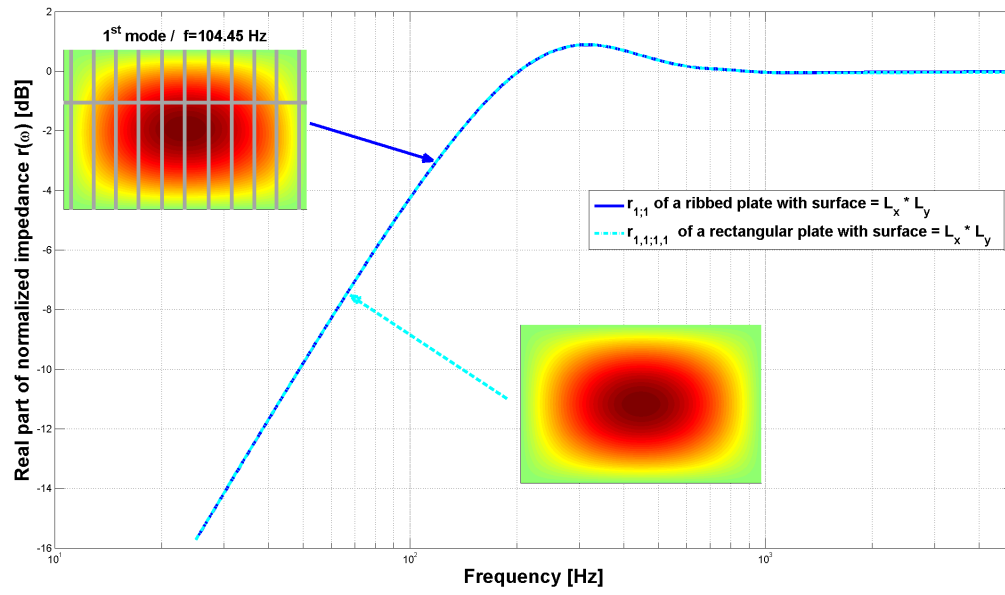 1st mode / f=104.45 Hz
Real part of normalized impedance r(ω) [dB]
2
0
-2
-4
-6
-8
-10
-12
-14
-16
r1;1 of a ribbed plate with surface = Lx * Ly
r1,1;1,1 of a rectangular plate with surface = Lx * Ly
101
102
103
Frequency [Hz]